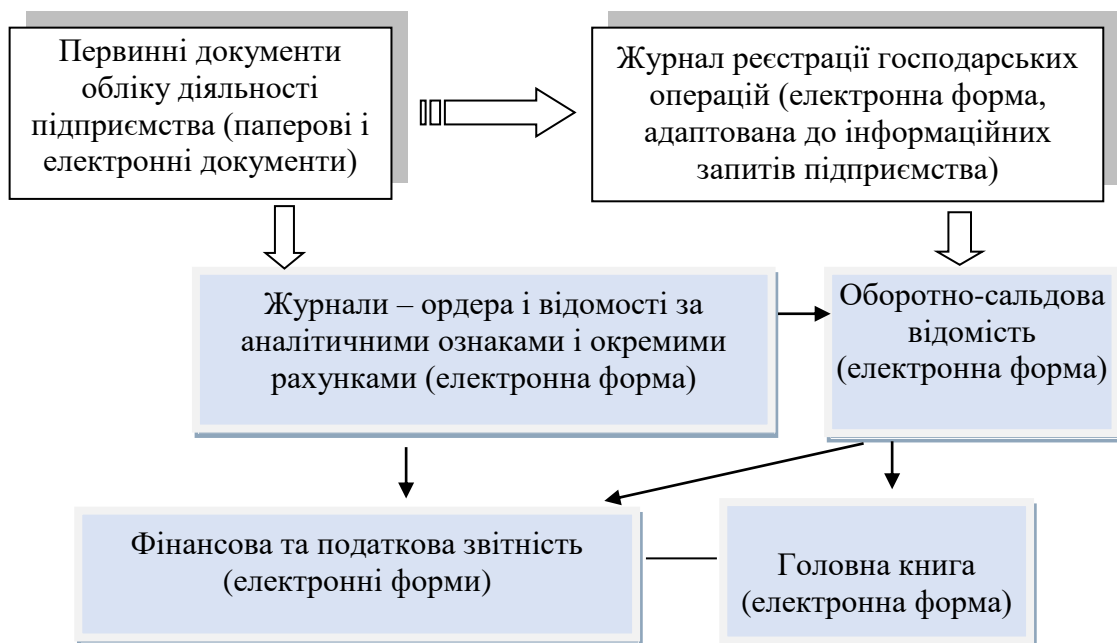 Первинні документи
обліку діяльності
підприємства (паперові і
електронні документи)
Журнал реєстрації господарських
операцій (електронна форма,
адаптована до інформаційних
запитів підприємства)
Журнали – ордера і відомості за
аналітичними ознаками і окремими
рахунками (електронна форма)
Оборотно-сальдова
відомість
(електронна форма)
Фінансова та податкова звітність
(електронні форми)
Головна книга
(електронна форма)